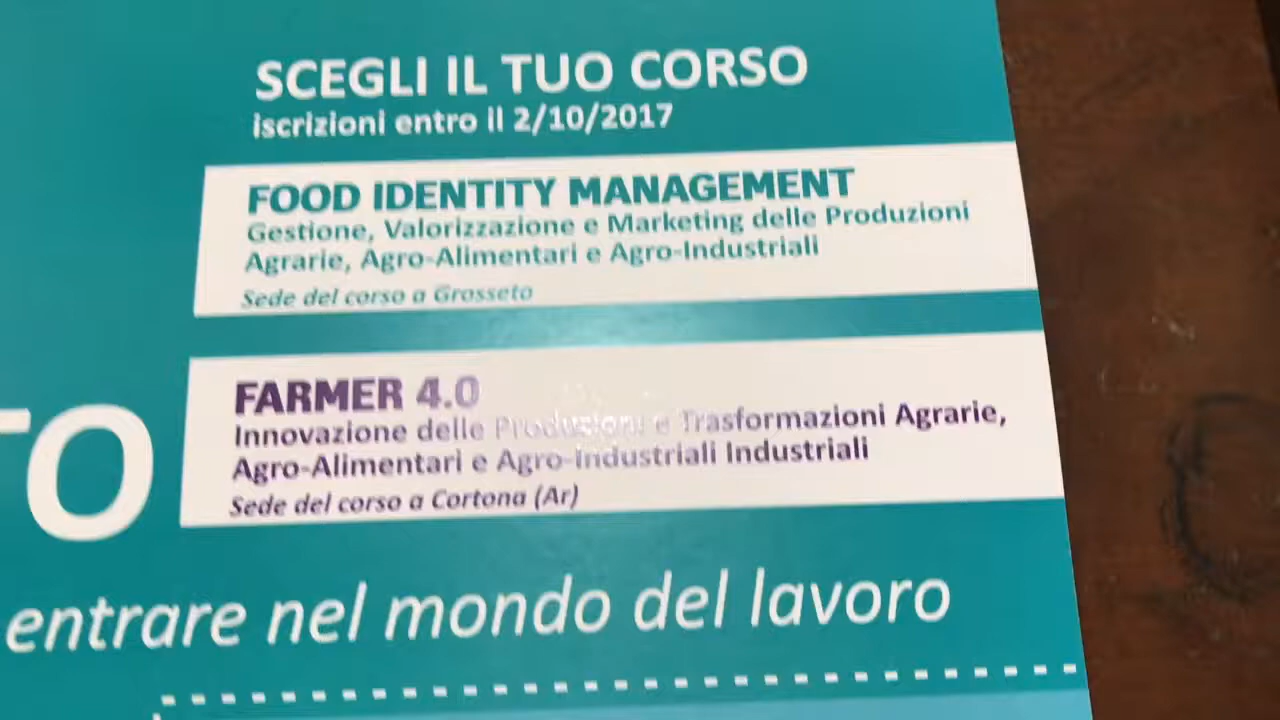 SCEGLI IL TUO CORSO
iscrizioni entro il 2/10/2017
FOOD IDENTITY MANAGEMENT
Gestione, Valorizzazione e Marketing delle Produzioni
Agrarie, Agro-Alimentari e Agro-Industriali
Sede del corso a Grosseto
FARMER 4.0
Innovazione delle Produzioni e Trasformazioni Agrarie,
Agro-Alimentari e Agro-Industriali Industriali
Sede del corso a Cortona (Ar)
TO
entrare nel mondo del lavoro